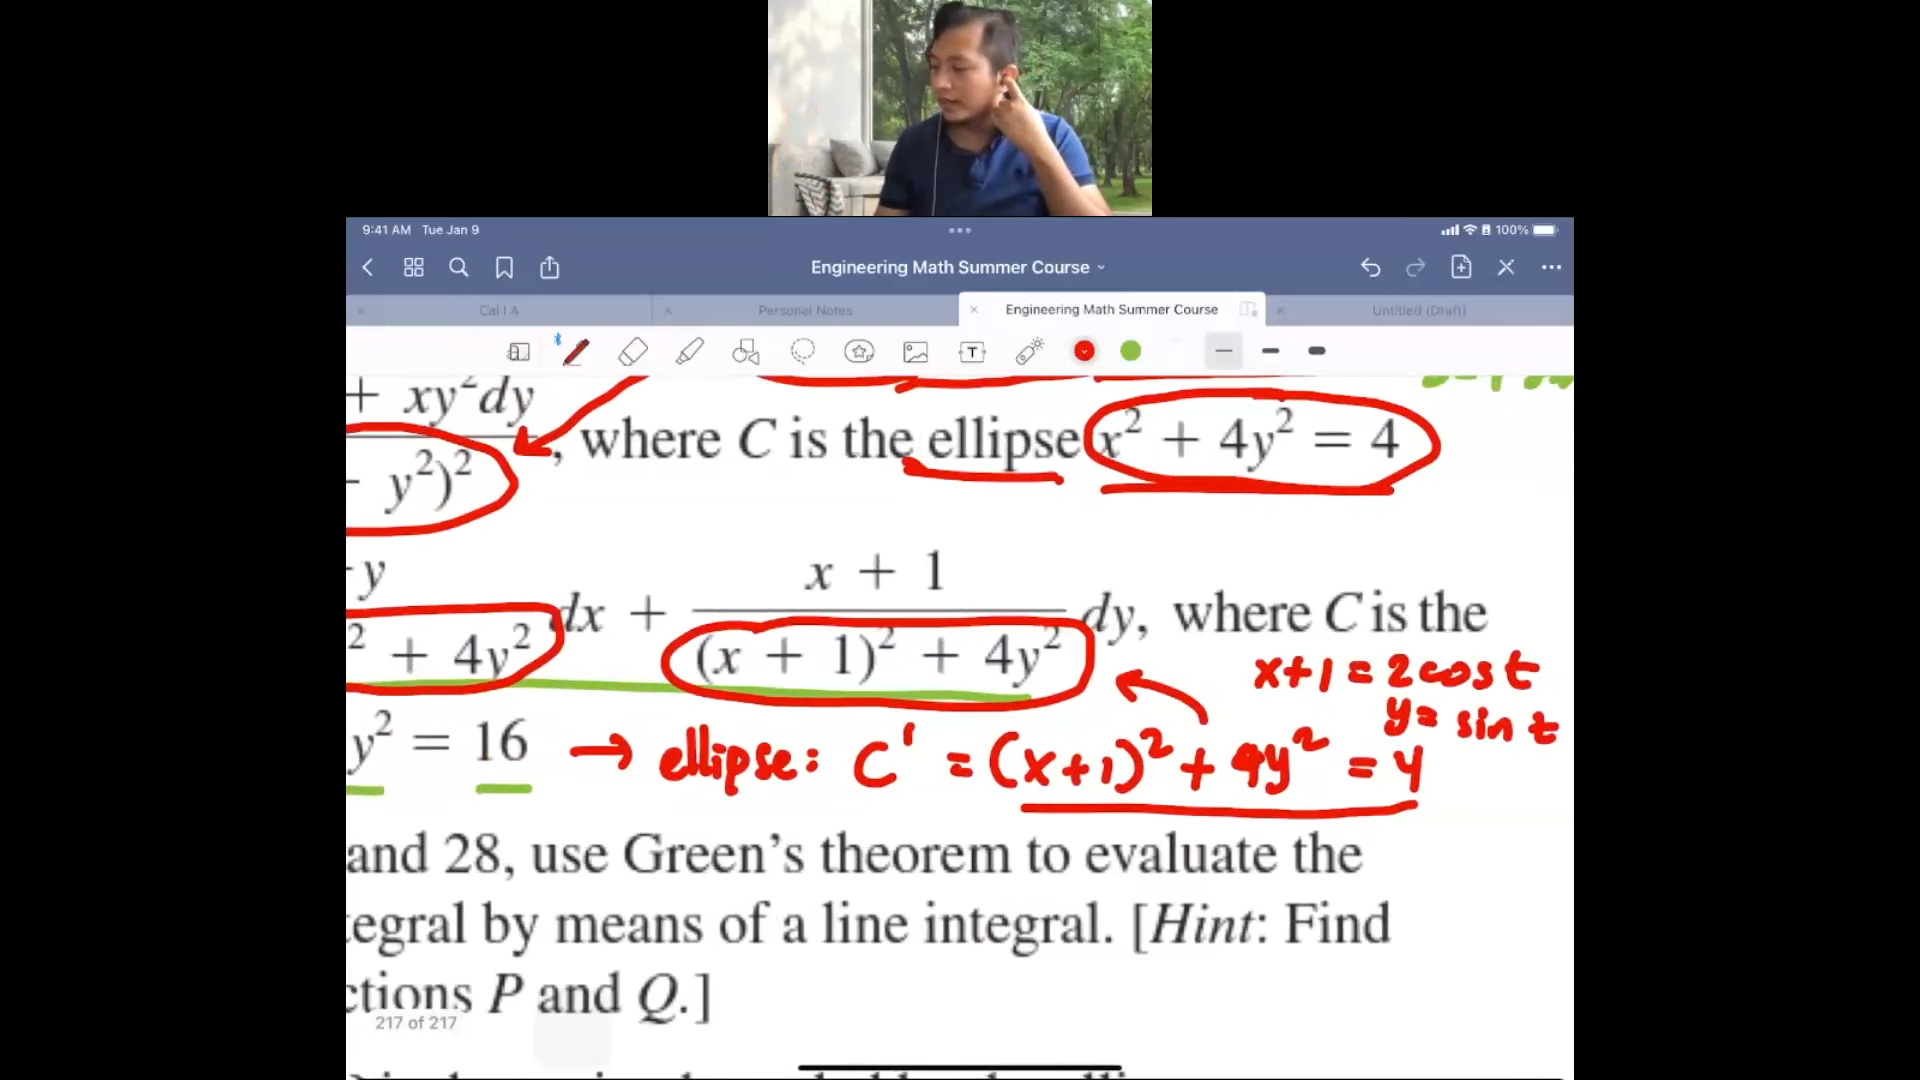 9:41 AM Tue Jan 9
100%
Engineering Math Summer Course
Cal I A
Personal Notes
Engineering Math Summer Course
Untitled (Draft)
T
+ xy²dy
- y²)²
, where C is the ellipse x² + 4y² = 4
-y
² + 4y²
dx +
x + 1
(x + 1)² + 4y²
dy, where C is the
x+1 = 2cost
y = sin t
y² = 16 → ellipse: C' = (x+1)² + 4y² = 4
and 28, use Green's theorem to evaluate the
tegral by means of a line integral. [Hint: Find
ctions P and Q.]
217 of 217